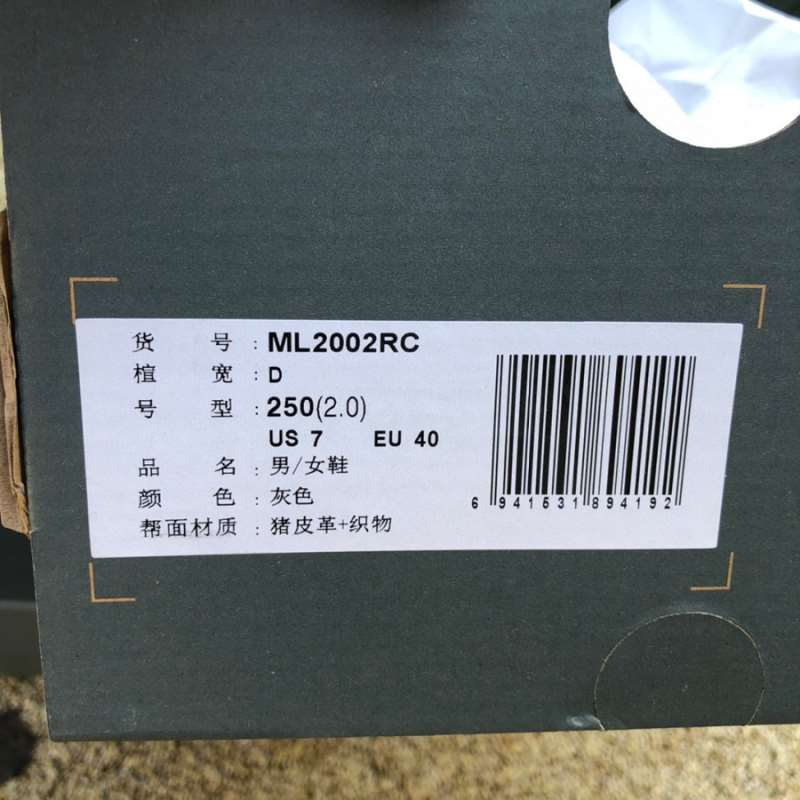 货 号 : ML2002RC
楦 宽 : D
号 型 : 250(2.0)
US 7 EU 40
品 名 : 男/女鞋
颜 色 : 灰色
帮面材质 : 猪皮革+织物
6 941531 894192